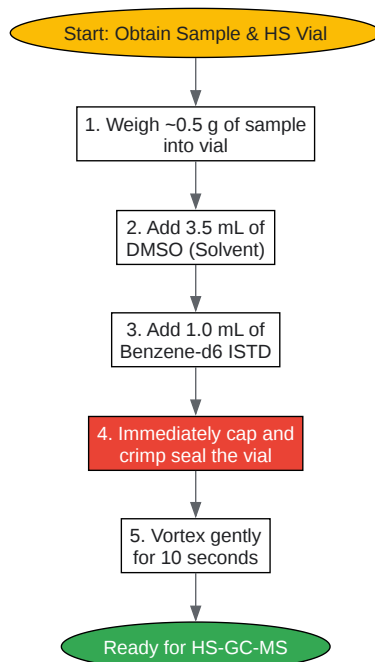 Start: Obtain Sample & HS Vial
1. Weigh ~0.5 g of sample
into vial
2. Add 3.5 mL of
DMSO (Solvent)
3. Add 1.0 mL of
Benzene-d6 ISTD
4. Immediately cap and
crimp seal the vial
5. Vortex gently
for 10 seconds
Ready for HS-GC-MS